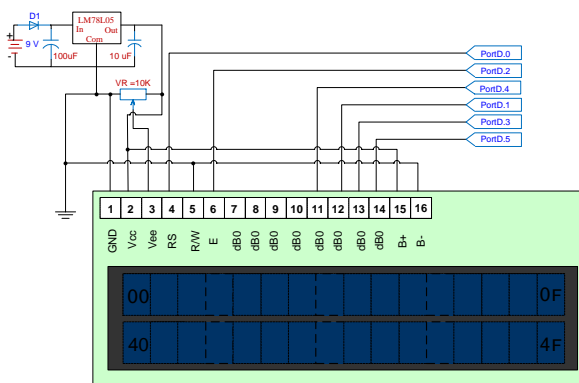 D1
LM78L05
In Out
Com
9 V
100uF
10 uF
VR =10K
PortD.0
PortD.2
PortD.4
PortD.1
PortD.3
PortD.5
1 2 3 4 5 6 7 8 9 10 11 12 13 14 15 16
GND Vcc Vee RS R/W E dB0 dB0 dB0 dB0 dB0 dB0 dB0 dB0 B+ B-
00 0F
40 4F